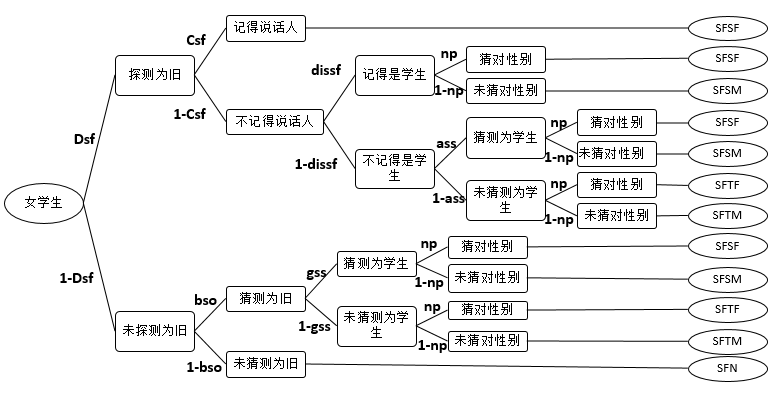 Csf
记得说话人
SFSF
探测为旧
dissf
记得是学生
np
猜对性别
SFSF
1-np
未猜对性别
SFSM
1-Csf
不记得说话人
Dsf
ass
猜测为学生
np
猜对性别
SFSF
1-np
未猜对性别
SFSM
1-dissf
不记得是学
生
1-ass
未猜测为学
生
np
猜对性别
SFTF
1-np
未猜对性别
SFTM
女学生
1-Dsf
gss
猜测为学生
np
猜对性别
SFSF
1-np
未猜对性别
SFSM
bso
猜测为旧
未探测为旧
1-gss
未猜测为学
生
np
猜对性别
SFTF
1-np
未猜对性别
SFTM
1-bso
未猜测为旧
SFN